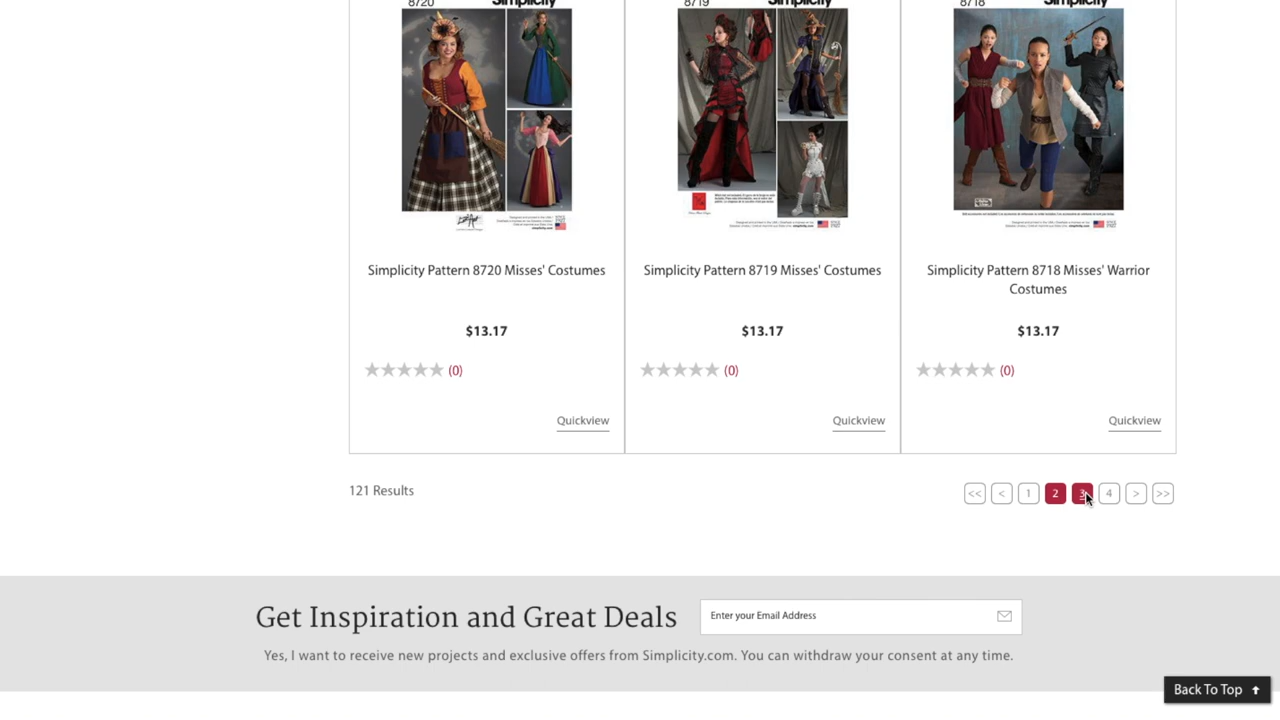 8720
Simplicity
8719
Simplicity
8718
Simplicity
Simplicity Pattern 8720 Misses' Costumes
Simplicity Pattern 8719 Misses' Costumes
Simplicity Pattern 8718 Misses' Warrior
Costumes
$13.17
$13.17
$13.17
(0)
(0)
(0)
Quickview
Quickview
Quickview
121 Results
<< < 1 2 3 4 > >>
Get Inspiration and Great Deals
Enter your Email Address
Yes, I want to receive new projects and exclusive offers from Simplicity.com. You can withdraw your consent at any time.
Back To Top